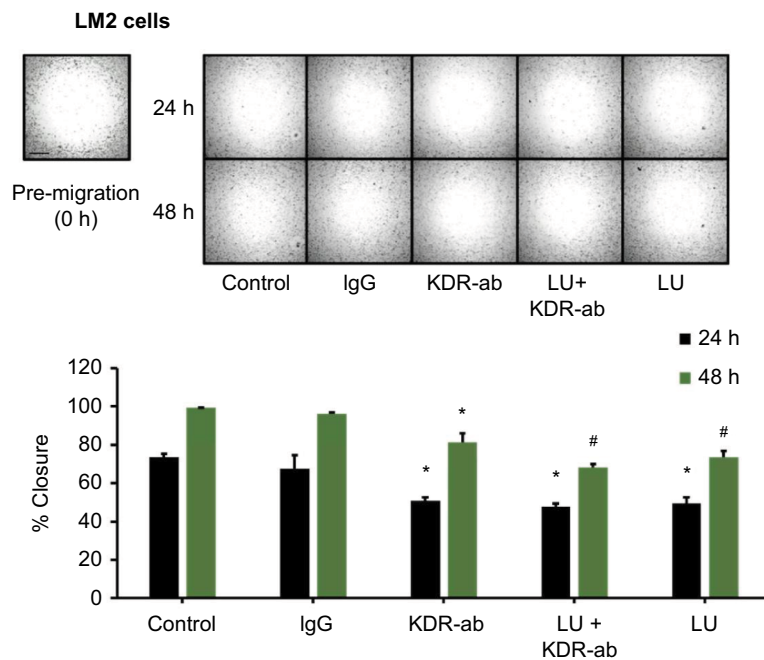 LM2 cells
24 h
Pre-migration
(0 h)
48 h
Control IgG KDR-ab LU+ LU
KDR-ab
24 h
48 h
120
100
80
60
40
20
0
% Closure
* * * # * #
Control IgG KDR-ab LU + LU
KDR-ab